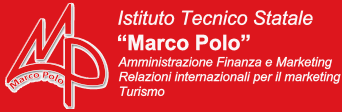 Istituto Tecnico Statale
“Marco Polo”
Amministrazione Finanza e Marketing
Relazioni internazionali per il marketing
Turismo
MP
Marco Polo